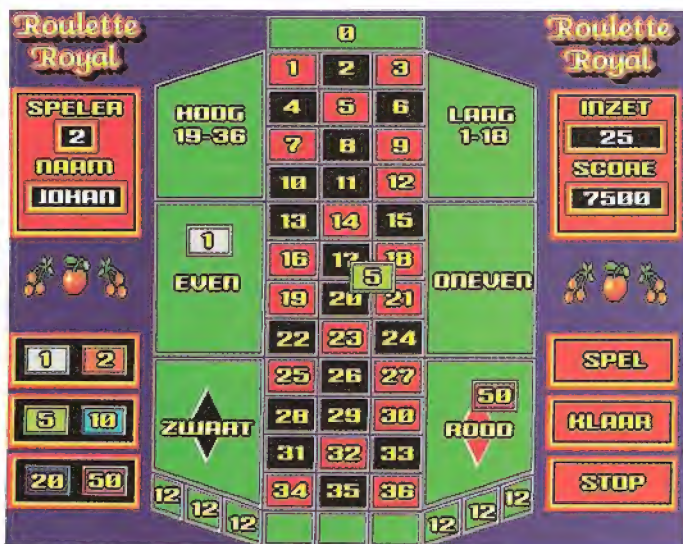 Roulette
Royal
SPELER
2
NAAM
JOHAN
1 2
5 10
20 50
0
HOOG
19-36
LAAG
1-18
1
EVEN
ONEVEN
ZWART
50
ROOD
1 2 3
4 5 6
7 8 9
10 11 12
13 14 15
16 17 18
5
19 20 21
22 23 24
25 26 27
28 29 30
31 32 33
34 35 36
12 12 12
12 12 12
Roulette
Royal
INZET
25
SCORE
7500
SPEL
KLAAR
STOP